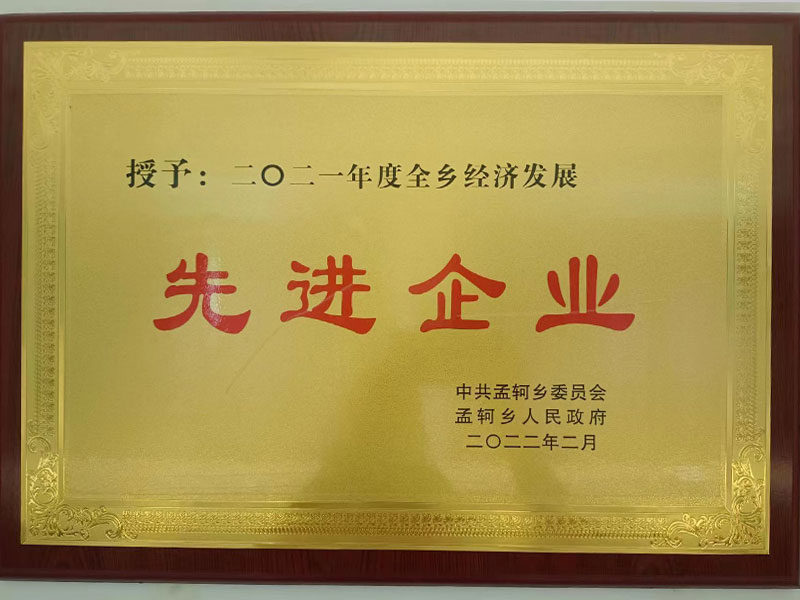 授予：二〇二一年度全乡经济发展
先进企业
中共孟轲乡委员会
孟轲乡人民政府
二〇二二年二月